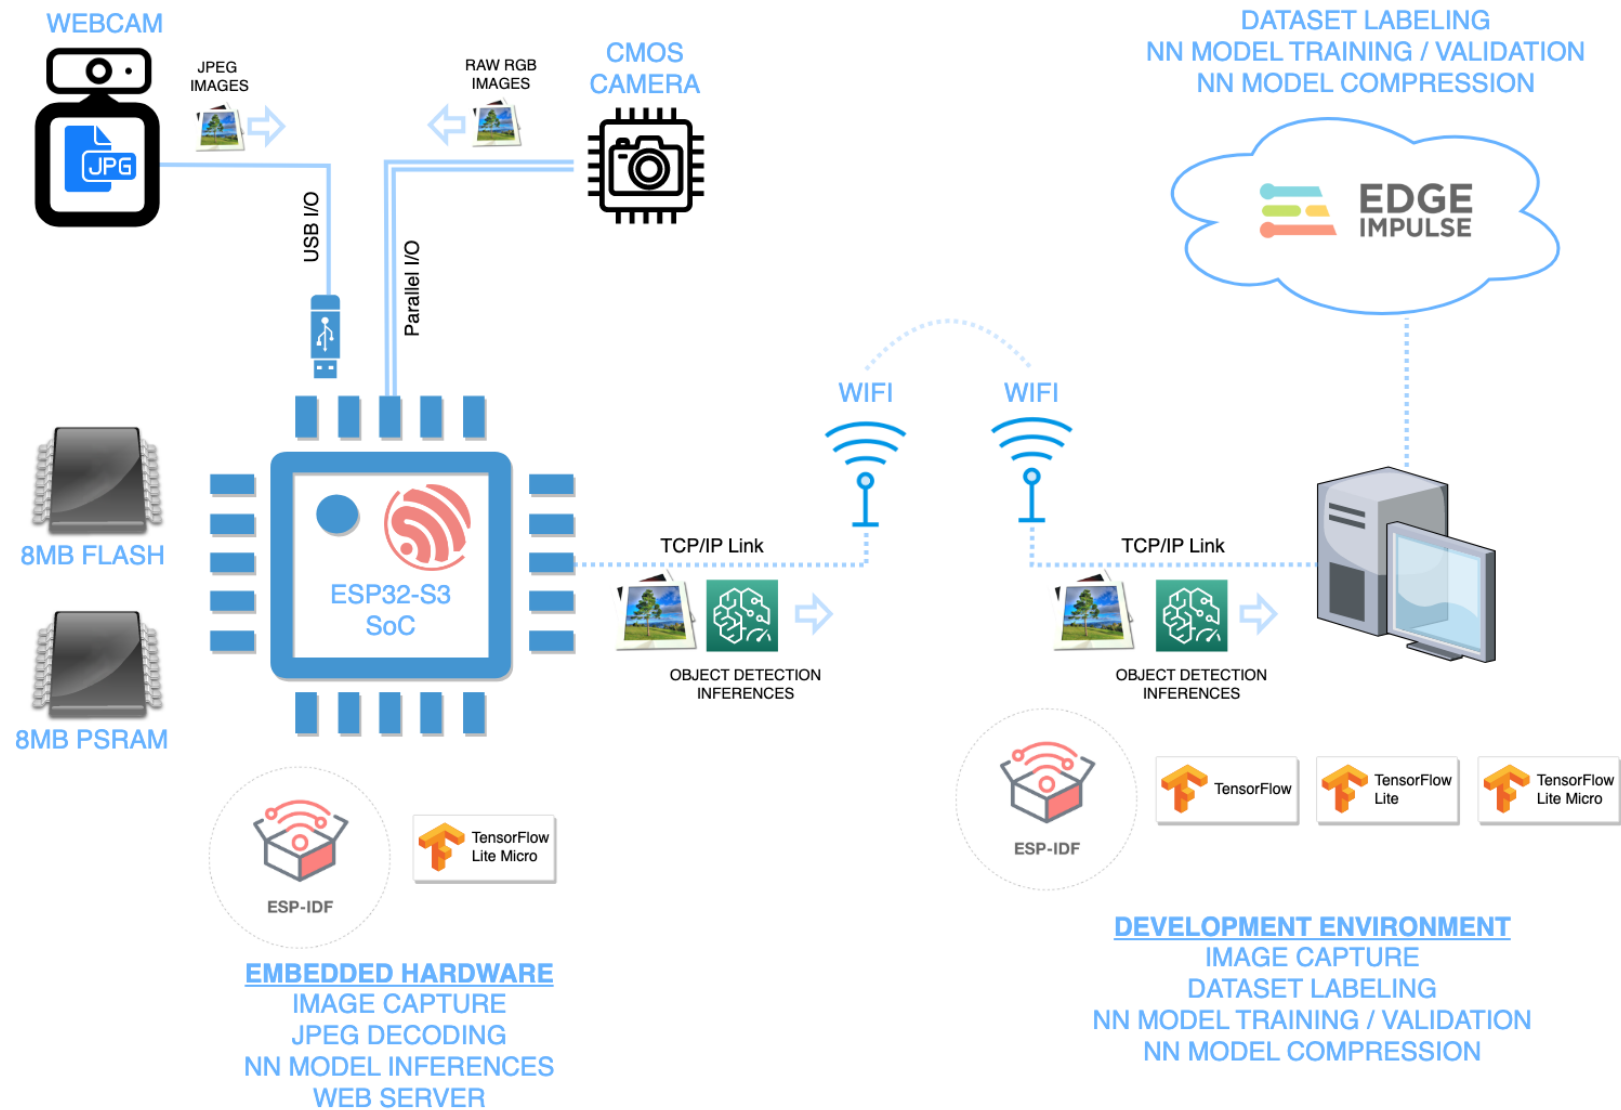 WEBCAM
JPEG
IMAGES
JPG
USB I/O
RAW RGB
IMAGES
CMOS
CAMERA
Parallel I/O
DATASET LABELING
NN MODEL TRAINING / VALIDATION
NN MODEL COMPRESSION
EDGE
IMPULSE
WIFI
WIFI
8MB FLASH
8MB PSRAM
ESP32-S3
SoC
TCP/IP Link
OBJECT DETECTION
INFERENCES
TCP/IP Link
OBJECT DETECTION
INFERENCES
ESP-IDF
TensorFlow
Lite Micro
ESP-IDF
TensorFlow
TensorFlow
Lite
TensorFlow
Lite Micro
EMBEDDED HARDWARE
IMAGE CAPTURE
JPEG DECODING
NN MODEL INFERENCES
WEB SERVER
DEVELOPMENT ENVIRONMENT
IMAGE CAPTURE
DATASET LABELING
NN MODEL TRAINING / VALIDATION
NN MODEL COMPRESSION